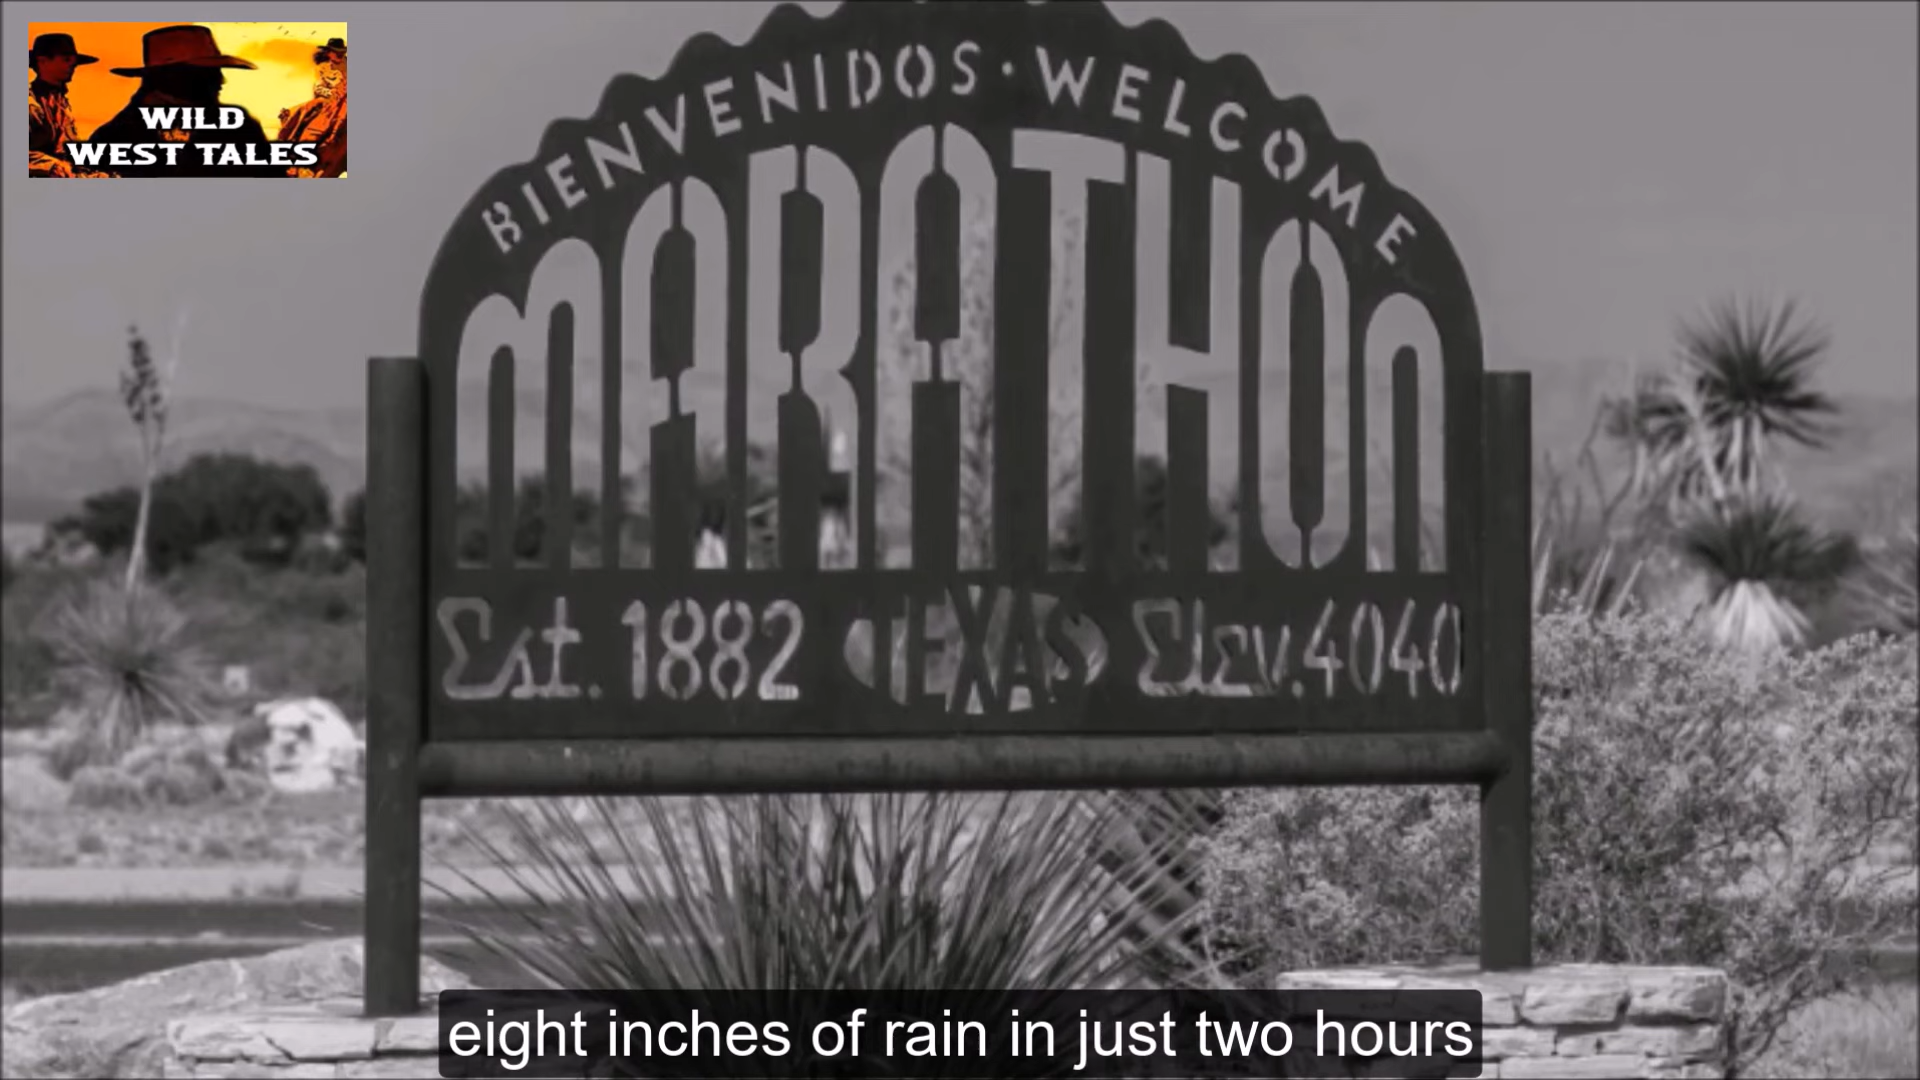 WILD
WEST TALES
BIENVENIDOS · WELCOME
MARATHON
Est. 1882 TEXAS Elev. 4040
eight inches of rain in just two hours